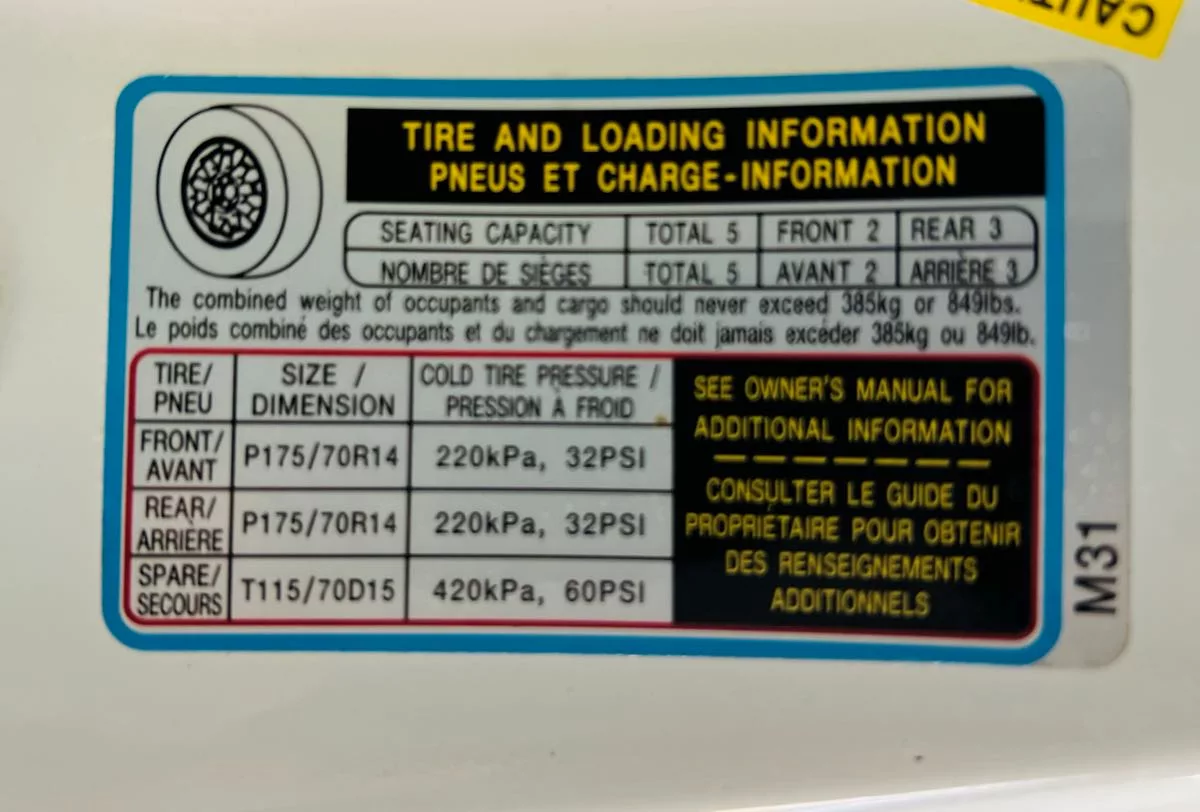 CAUTION
TIRE AND LOADING INFORMATION
PNEUS ET CHARGE-INFORMATION
SEATING CAPACITY TOTAL 5 FRONT 2 REAR 3
NOMBRE DE SIÈGES TOTAL 5 AVANT 2 ARRIÈRE 3
The combined weight of occupants and cargo should never exceed 385kg or 849lbs.
Le poids combiné des occupants et du chargement ne doit jamais excéder 385kg ou 849lb.
TIRE/ SIZE / COLD TIRE PRESSURE /
PNEU DIMENSION PRESSION À FROID
FRONT/
AVANT P175/70R14 220kPa, 32PSI
REAR/
ARRIÈRE P175/70R14 220kPa, 32PSI
SPARE/
SECOURS T115/70D15 420kPa, 60PSI
SEE OWNER'S MANUAL FOR
ADDITIONAL INFORMATION
CONSULTER LE GUIDE DU
PROPRIÉTAIRE POUR OBTENIR
DES RENSEIGNEMENTS
ADDITIONNELS
M31